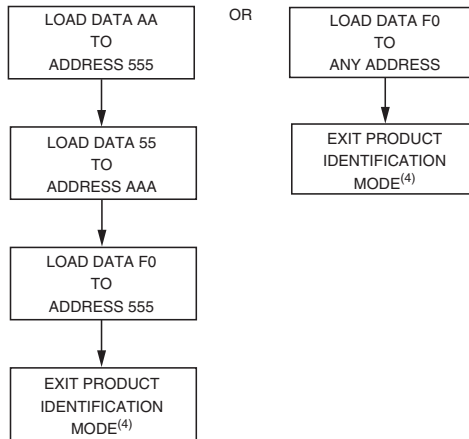 LOAD DATA AA
TO
ADDRESS 555
LOAD DATA 55
TO
ADDRESS AAA
LOAD DATA F0
TO
ADDRESS 555
EXIT PRODUCT
IDENTIFICATION
MODE(4)
OR
LOAD DATA F0
TO
ANY ADDRESS
EXIT PRODUCT
IDENTIFICATION
MODE(4)